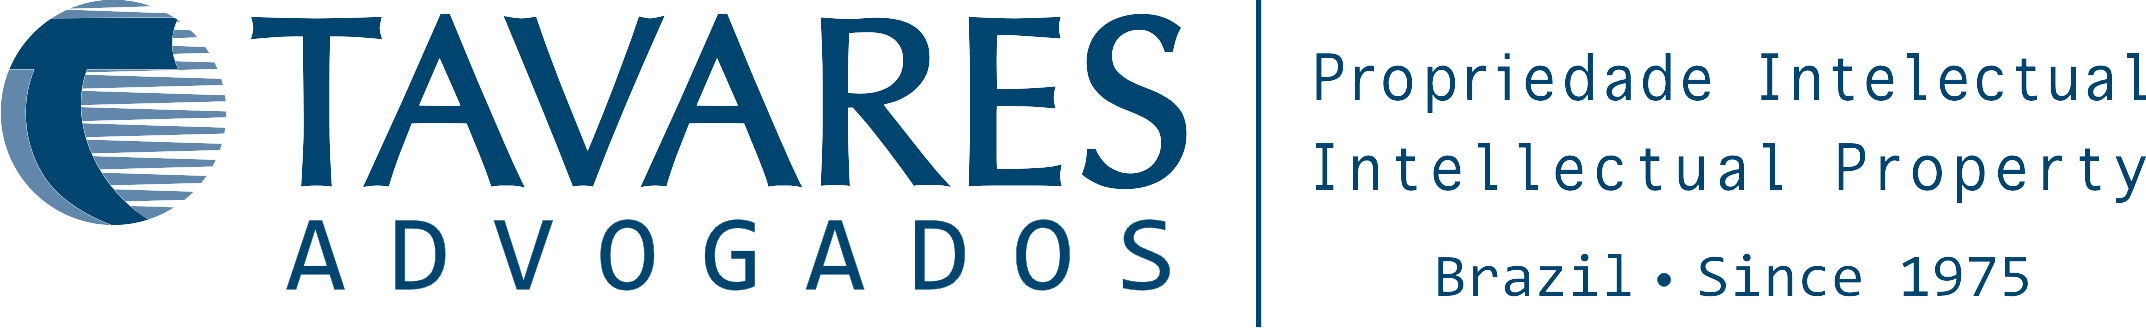 TAVARES
ADVOGADOS
Propriedade Intelectual
Intellectual Property
Brazil • Since 1975